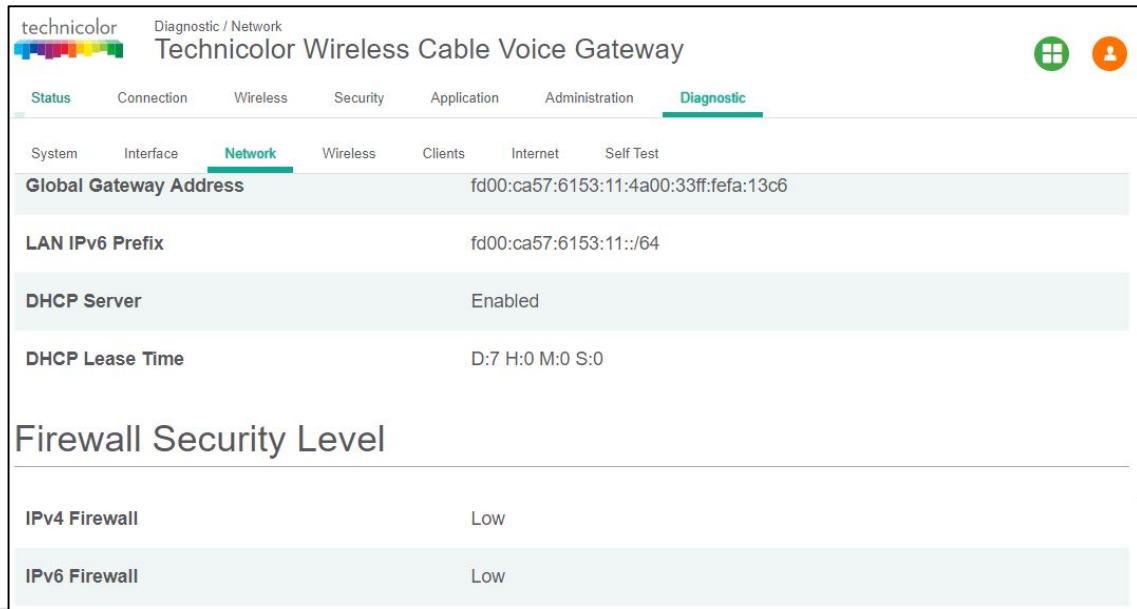 technicolor
Diagnostic / Network
Technicolor Wireless Cable Voice Gateway
Status Connection Wireless Security Application Administration Diagnostic
System Interface Network Wireless Clients Internet Self Test
Global Gateway Address fd00:ca57:6153:11:4a00:33ff:fefa:13c6
LAN IPv6 Prefix fd00:ca57:6153:11::/64
DHCP Server Enabled
DHCP Lease Time D:7 H:0 M:0 S:0
Firewall Security Level
IPv4 Firewall Low
IPv6 Firewall Low